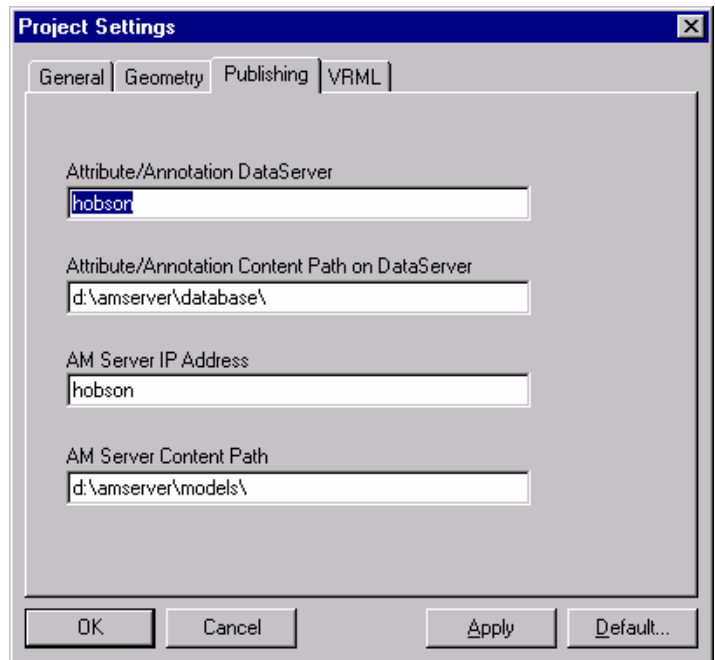 Project Settings
General Geometry Publishing VRML
Attribute/Annotation DataServer
hobson
Attribute/Annotation Content Path on DataServer
d:\amserver\database\
AM Server IP Address
hobson
AM Server Content Path
d:\amserver\models\
OK Cancel Apply Default...